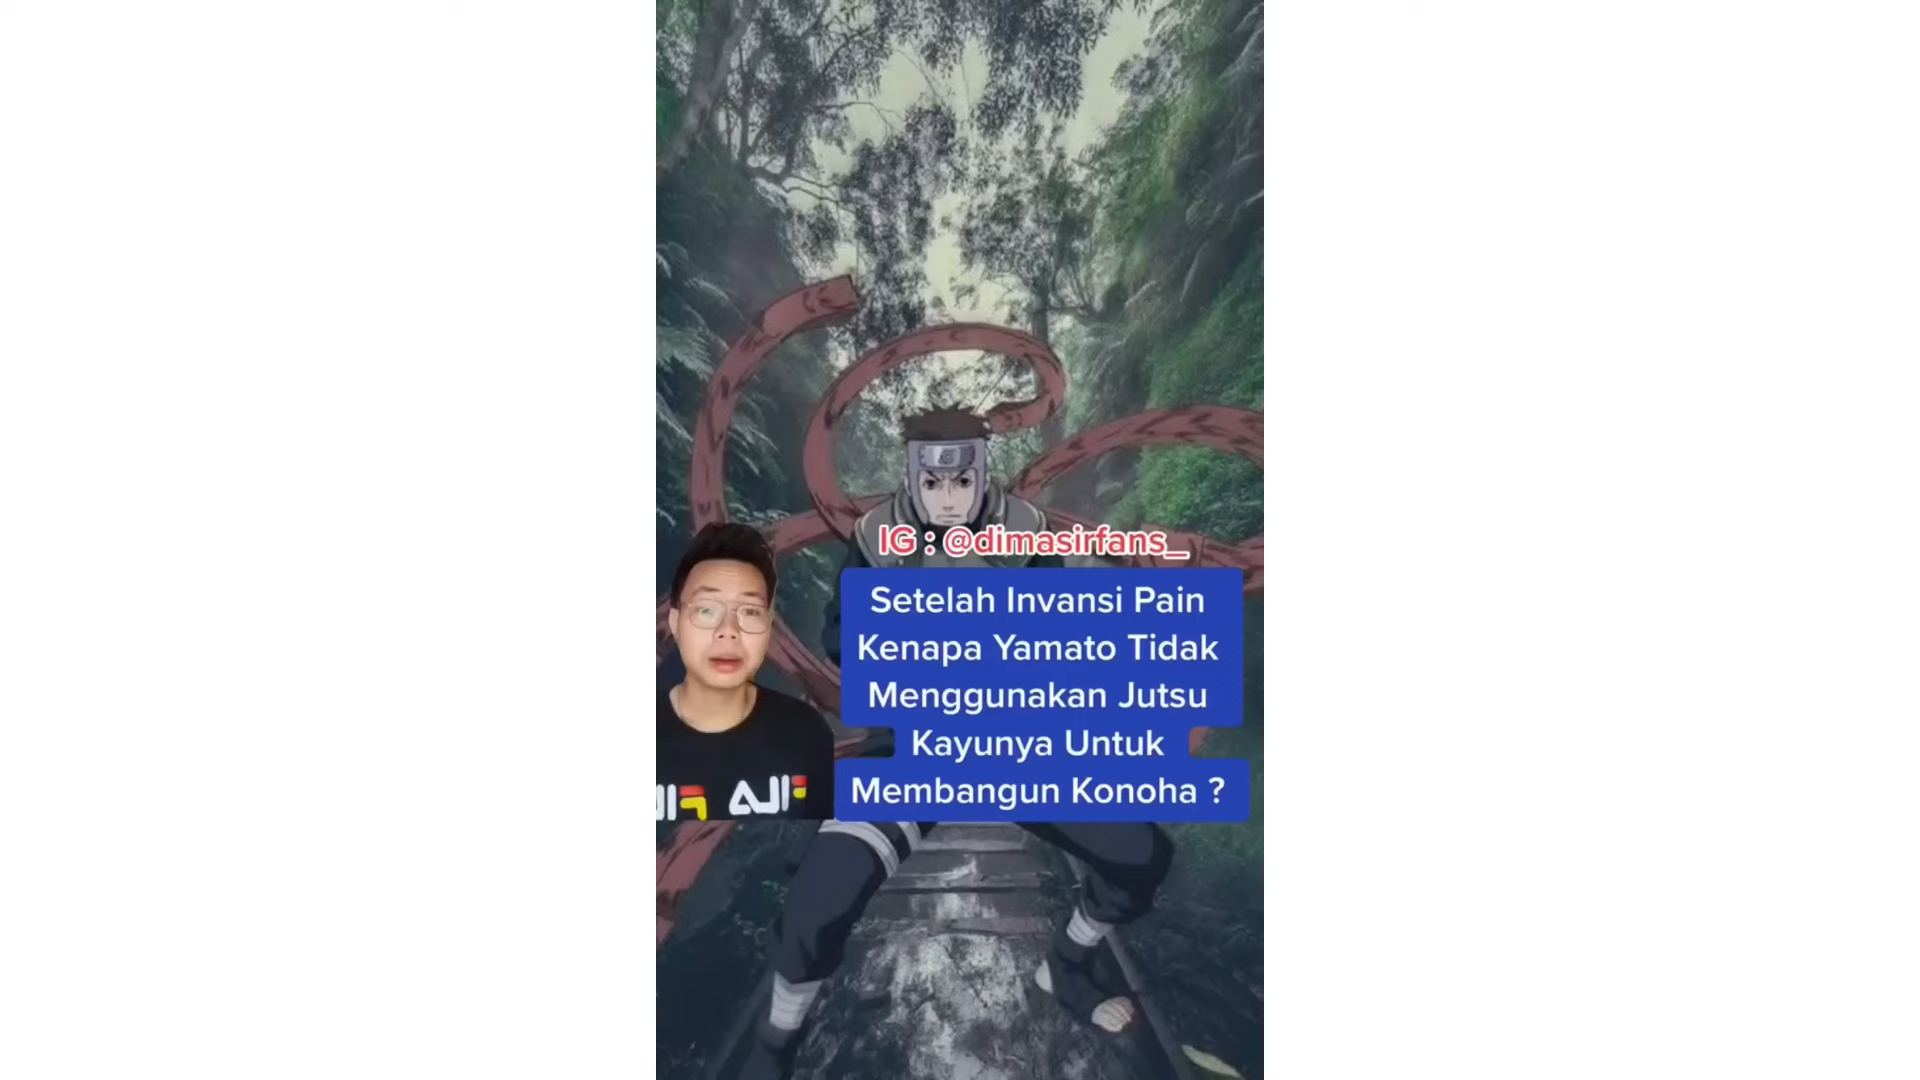 IG : @dimasirfans_
Setelah Invansi Pain
Kenapa Yamato Tidak
Menggunakan Jutsu
Kayunya Untuk
Membangun Konoha ?